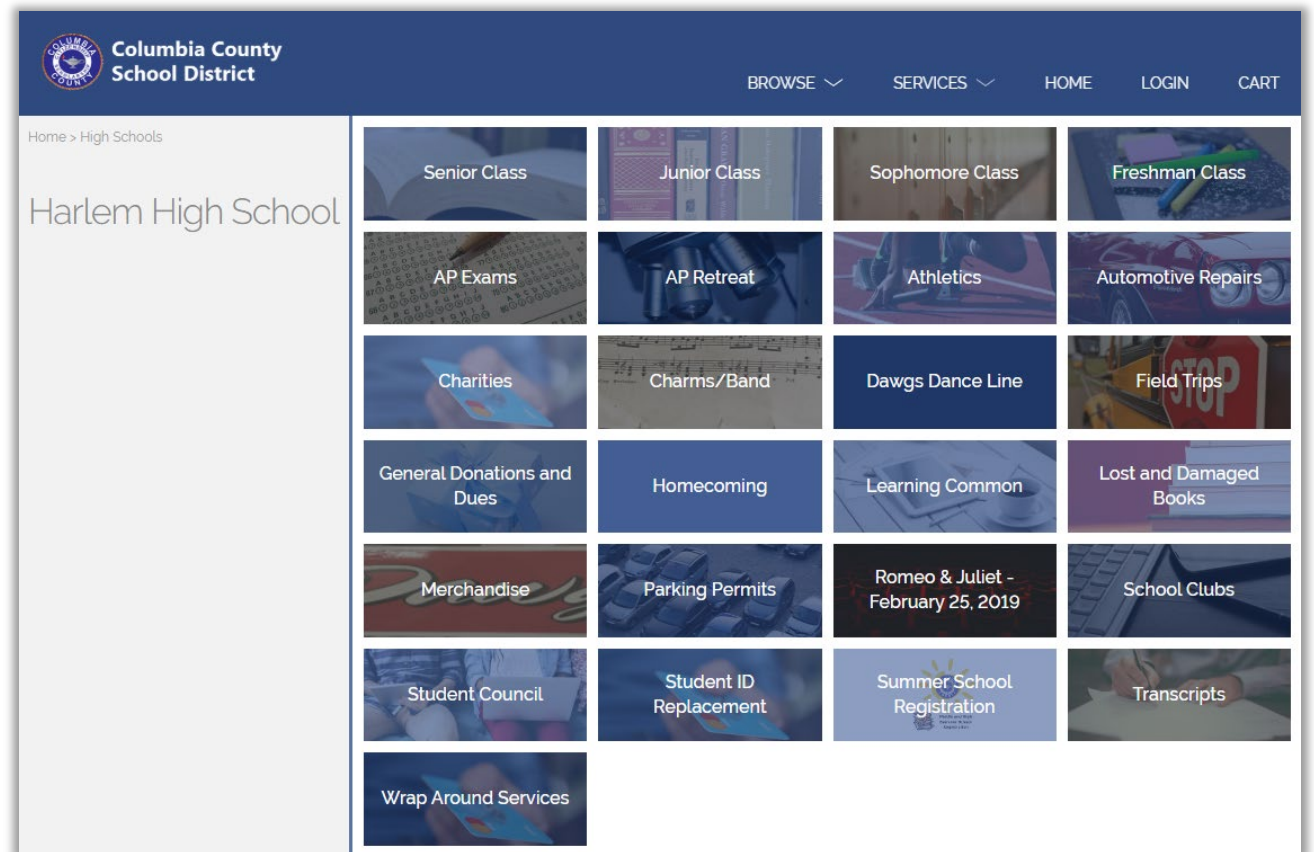 COLUMBIA
COUNTY
Columbia County
School District
BROWSE
SERVICES
HOME
LOGIN
CART
Home > High Schools
Harlem High School
Senior Class
Junior Class
Sophomore Class
Freshman Class
AP Exams
AP Retreat
Athletics
Automotive Repairs
Charities
Charms/Band
Dawgs Dance Line
Field Trips
STOP
General Donations and
Dues
Homecoming
Learning Common
Lost and Damaged
Books
Merchandise
Parking Permits
Romeo & Juliet -
February 25, 2019
School Clubs
Student Council
Student ID
Replacement
Summer School
Registration
Transcripts
Wrap Around Services